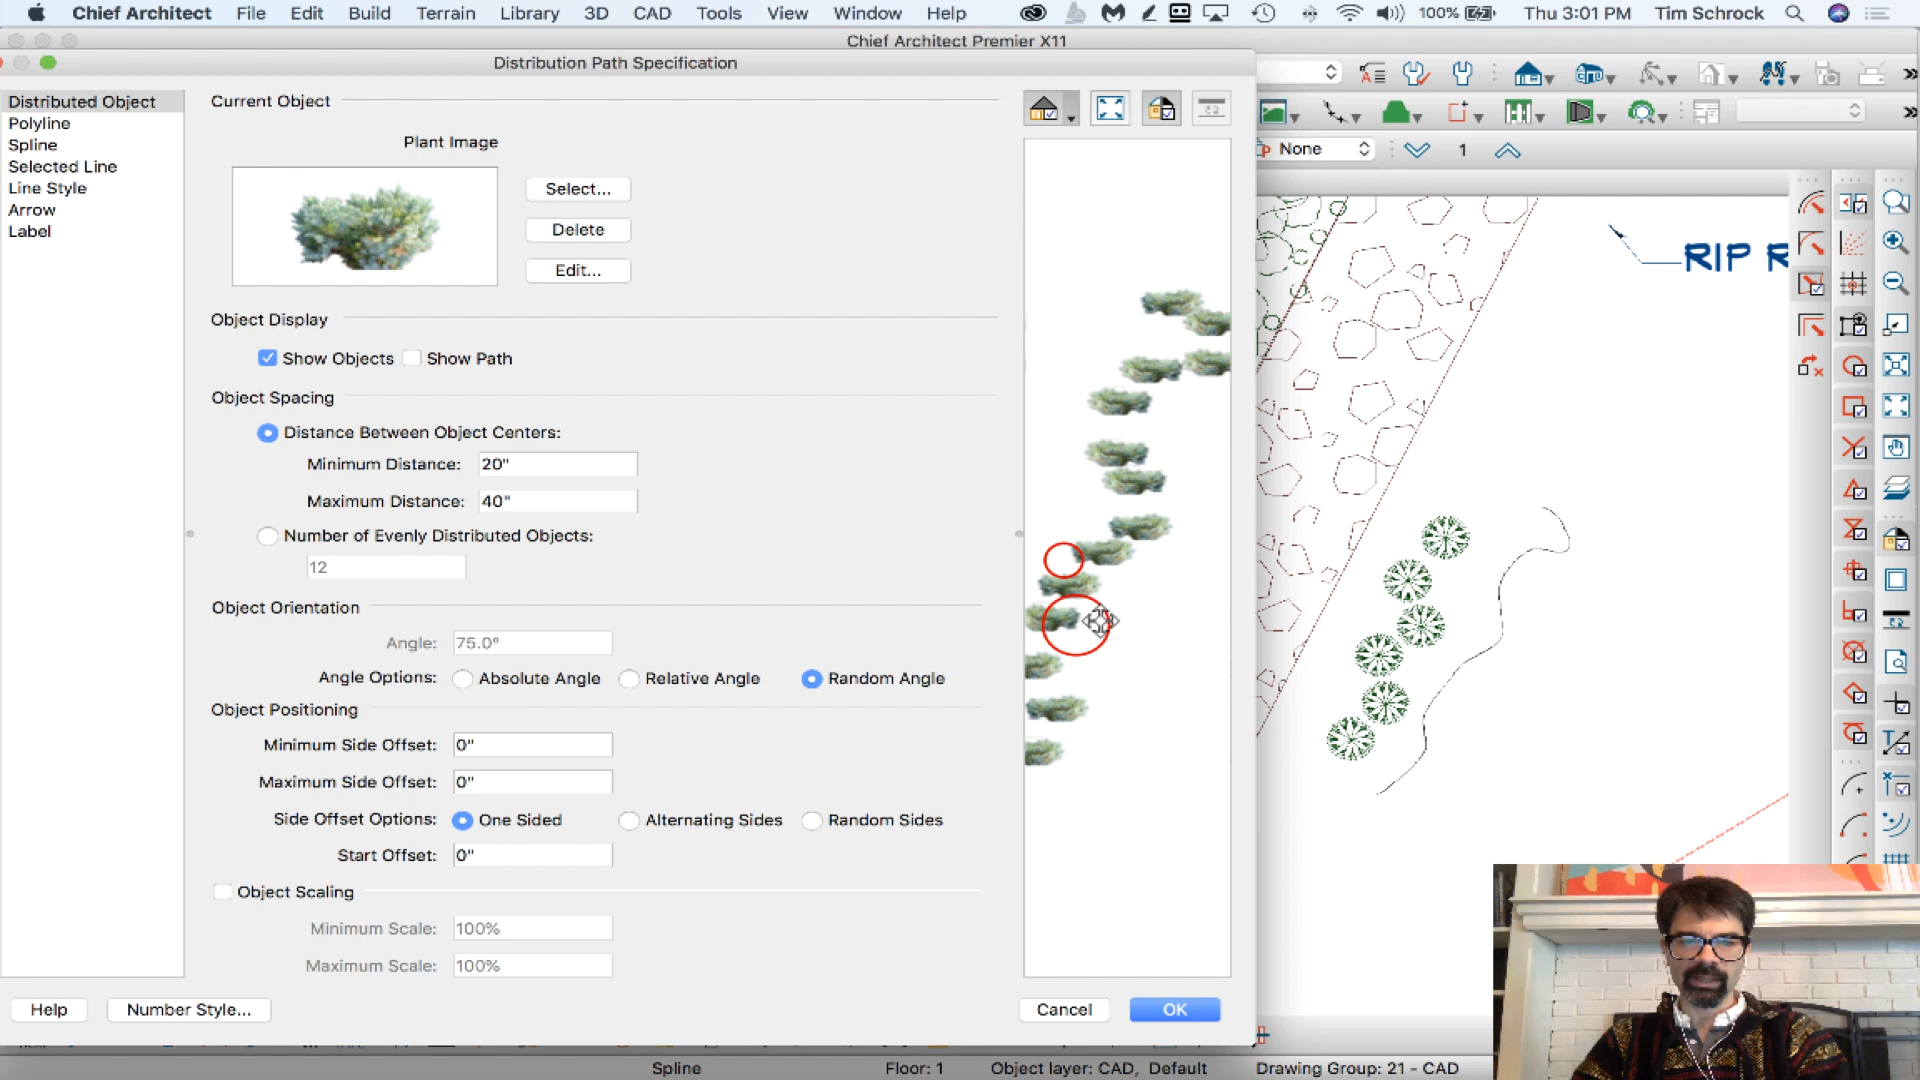 Chief Architect File Edit Build Terrain Library 3D CAD Tools View Window Help 100% Thu 3:01 PM Tim Schrock
Chief Architect Premier X11
Distribution Path Specification
Distributed Object
Polyline
Spline
Selected Line
Line Style
Arrow
Label
Current Object
Plant Image
Select...
Delete
Edit...
Object Display
Show Objects Show Path
Object Spacing
Distance Between Object Centers:
Minimum Distance: 20"
Maximum Distance: 40"
Number of Evenly Distributed Objects:
12
Object Orientation
Angle: 75.0°
Angle Options: Absolute Angle Relative Angle Random Angle
Object Positioning
Minimum Side Offset: 0"
Maximum Side Offset: 0"
Side Offset Options: One Sided Alternating Sides Random Sides
Start Offset: 0"
Object Scaling
Minimum Scale: 100%
Maximum Scale: 100%
Help Number Style... Cancel OK
None 1
RIP R
Spline Floor: 1 Object layer: CAD, Default Drawing Group: 21 - CAD